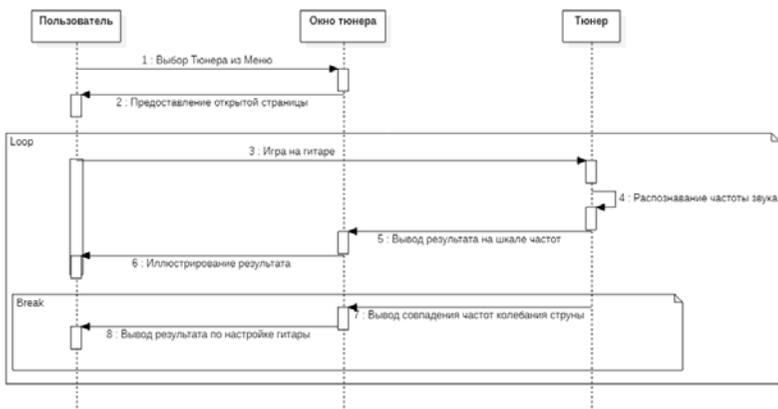 Пользователь
Окно тюнера
Тюнер
1 : Выбор Тюнера из Меню
2 : Предоставление открытой страницы
Loop
3 : Игра на гитаре
4 : Распознавание частоты звука
5 : Вывод результата на шкале частот
6 : Иллюстрирование результата
Break
7 : Вывод совпадения частот колебания струны
8 : Вывод результата по настройке гитары